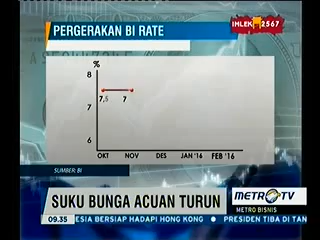 PERGERAKAN BI RATE
IMLEK 2567
%
8
7,5
7
7
6
OKT NOV DES JAN '16 FEB '16
SUMBER: BI
SUKU BUNGA ACUAN TURUN
METRO TV
METRO BISNIS
09.35 ESIA BERSIAP HADAPI HONG KONG PRESIDEN TIBA DI TAN